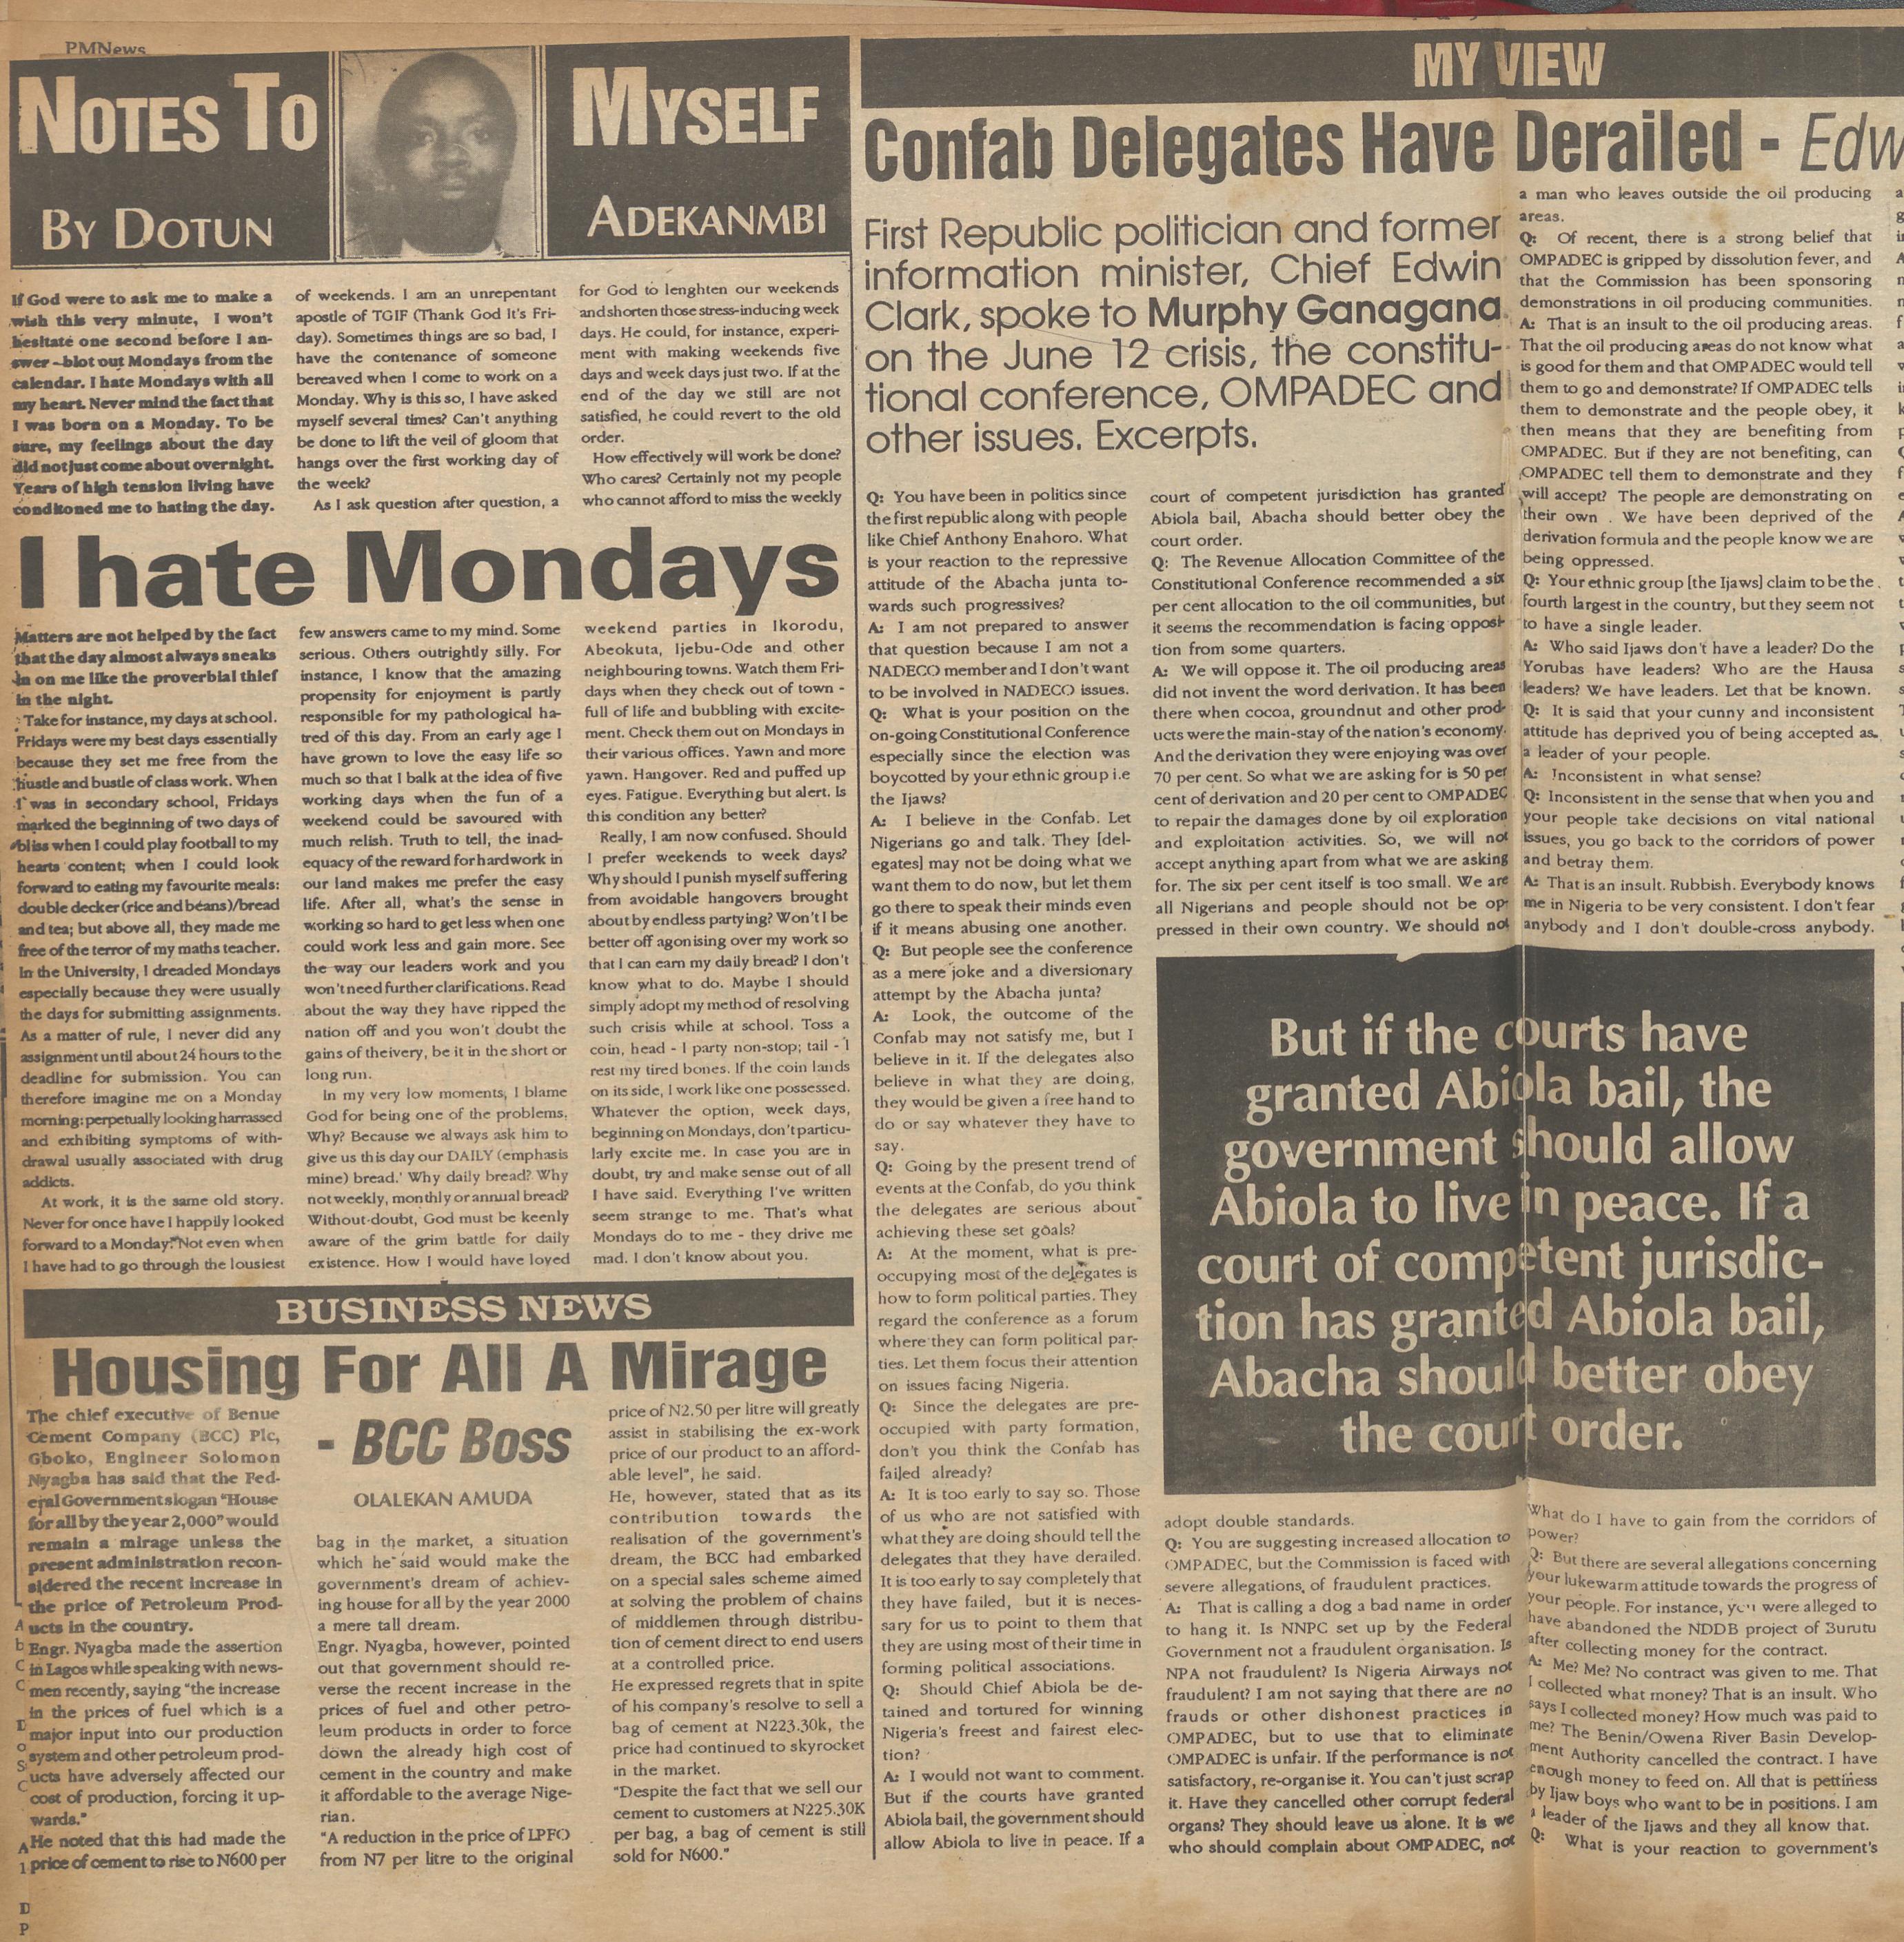 PMNews
NOTES TO MYSELF
BY DOTUN ADEKANMBI
If God were to ask me to make a
wish this very minute, I won't
hesitate one second before I an-
swer - blot out Mondays from the
calendar. I hate Mondays with all
my heart. Never mind the fact that
I was born on a Monday. To be
sure, my feelings about the day
did not just come about overnight.
Years of high tension living have
conditoned me to hating the day.
I hate Mondays
Matters are not helped by the fact
that the day almost always sneaks
in on me like the proverbial thief
in the night.
Take for instance, my days at school.
Fridays were my best days essentially
because they set me free from the
hustle and bustle of class work. When
I was in secondary school, Fridays
marked the beginning of two days of
bliss when I could play football to my
hearts content; when I could look
forward to eating my favourite meals:
double decker (rice and beans)/bread
and tea; but above all, they made me
free of the terror of my maths teacher.
In the University, I dreaded Mondays
especially because they were usually
the days for submitting assignments.
As a matter of rule, I never did any
assignment until about 24 hours to the
deadline for submission. You can
therefore imagine me on a Monday
morning: perpetually looking harrassed
and exhibiting symptoms of with-
drawal usually associated with drug
addicts.
At work, it is the same old story.
Never for once have I happily looked
forward to a Monday. Not even when
I have had to go through the lousiest
of weekends. I am an unrepentant
apostle of TGIF (Thank God It's Fri-
day). Sometimes things are so bad, I
have the contenance of someone
bereaved when I come to work on a
Monday. Why is this so, I have asked
myself several times? Can't anything
be done to lift the veil of gloom that
hangs over the first working day of
the week?
As I ask question after question, a
few answers came to my mind. Some
serious. Others outrightly silly. For
instance, I know that the amazing
propensity for enjoyment is partly
responsible for my pathological ha-
tred of this day. From an early age I
have grown to love the easy life so
much so that I balk at the idea of five
working days when the fun of a
weekend could be savoured with
much relish. Truth to tell, the inad-
equacy of the reward for hardwork in
our land makes me prefer the easy
life. After all, what's the sense in
working so hard to get less when one
could work less and gain more. See
the way our leaders work and you
won't need further clarifications. Read
about the way they have ripped the
nation off and you won't doubt the
gains of theivery, be it in the short or
long run.
In my very low moments, I blame
God for being one of the problems.
Why? Because we always ask him to
give us this day our DAILY (emphasis
mine) bread.' Why daily bread? Why
not weekly, monthly or annual bread?
Without-doubt, God must be keenly
aware of the grim battle for daily
existence. How I would have loved
for God to lenghten our weekends
and shorten those stress-inducing week
days. He could, for instance, experi-
ment with making weekends five
days and week days just two. If at the
end of the day we still are not
satisfied, he could revert to the old
order.
How effectively will work be done?
Who cares? Certainly not my people
who cannot afford to miss the weekly
weekend parties in Ikorodu,
Abeokuta, Ijebu-Ode and other
neighbouring towns. Watch them Fri-
days when they check out of town -
full of life and bubbling with excite-
ment. Check them out on Mondays in
their various offices. Yawn and more
yawn. Hangover. Red and puffed up
eyes. Fatigue. Everything but alert. Is
this condition any better?
Really, I am now confused. Should
I prefer weekends to week days?
Why should I punish myself suffering
from avoidable hangovers brought
about by endless partying? Won't I be
better off agonising over my work so
that I can earn my daily bread? I don't
know what to do. Maybe I should
simply adopt my method of resolving
such crisis while at school. Toss a
coin, head - I party non-stop; tail - I
rest my tired bones. If the coin lands
on its side, I work like one possessed.
Whatever the option, week days,
beginning on Mondays, don't particu-
larly excite me. In case you are in
doubt, try and make sense out of all
I have said. Everything I've written
seem strange to me. That's what
Mondays do to me - they drive me
mad. I don't know about you.
BUSINESS NEWS
Housing For All A Mirage
- BCC Boss
OLALEKAN AMUDA
The chief executive of Benue
Cement Company (BCC) Plc,
Gboko, Engineer Solomon
Nyagba has said that the Fed-
eral Government slogan "House
for all by the year 2,000" would
remain a mirage unless the
present administration recon-
sidered the recent increase in
the price of Petroleum Prod-
ucts in the country.
Engr. Nyagba made the assertion
in Lagos while speaking with news-
men recently, saying "the increase
in the prices of fuel which is a
major input into our production
system and other petroleum prod-
ucts have adversely affected our
cost of production, forcing it up-
wards."
He noted that this had made the
price of cement to rise to N600 per
bag in the market, a situation
which he said would make the
government's dream of achiev-
ing house for all by the year 2000
a mere tall dream.
Engr. Nyagba, however, pointed
out that government should re-
verse the recent increase in the
prices of fuel and other petro-
leum products in order to force
down the already high cost of
cement in the country and make
it affordable to the average Nige-
rian.
"A reduction in the price of LPFO
from N7 per litre to the original
price of N2.50 per litre will greatly
assist in stabilising the ex-work
price of our product to an afford-
able level", he said.
He, however, stated that as its
contribution towards the
realisation of the government's
dream, the BCC had embarked
on a special sales scheme aimed
at solving the problem of chains
of middlemen through distribu-
tion of cement direct to end users
at a controlled price.
He expressed regrets that in spite
of his company's resolve to sell a
bag of cement at N223.30k, the
price had continued to skyrocket
in the market.
"Despite the fact that we sell our
cement to customers at N225.30K
per bag, a bag of cement is still
sold for N600."
MY VIEW
Confab Delegates Have Derailed - Edw
First Republic politician and former
information minister, Chief Edwin
Clark, spoke to Murphy Ganagana
on the June 12 crisis, the constitu-
tional conference, OMPADEC and
other issues. Excerpts.
Q: You have been in politics since
the first republic along with people
like Chief Anthony Enahoro. What
is your reaction to the repressive
attitude of the Abacha junta to-
wards such progressives?
A: I am not prepared to answer
that question because I am not a
NADECO member and I don't want
to be involved in NADECO issues.
Q: What is your position on the
on-going Constitutional Conference
especially since the election was
boycotted by your ethnic group i.e
the Ijaws?
A: I believe in the Confab. Let
Nigerians go and talk. They [del-
egates] may not be doing what we
want them to do now, but let them
go there to speak their minds even
if it means abusing one another.
Q: But people see the conference
as a mere joke and a diversionary
attempt by the Abacha junta?
A: Look, the outcome of the
Confab may not satisfy me, but I
believe in it. If the delegates also
believe in what they are doing,
they would be given a free hand to
do or say whatever they have to
say.
Q: Going by the present trend of
events at the Confab, do you think
the delegates are serious about
achieving these set goals?
A: At the moment, what is pre-
occupying most of the delegates is
how to form political parties. They
regard the conference as a forum
where they can form political par-
ties. Let them focus their attention
on issues facing Nigeria.
Q: Since the delegates are pre-
occupied with party formation,
don't you think the Confab has
failed already?
A: It is too early to say so. Those
of us who are not satisfied with
what they are doing should tell the
delegates that they have derailed.
It is too early to say completely that
they have failed, but it is neces-
sary for us to point to them that
they are using most of their time in
forming political associations.
Q: Should Chief Abiola be de-
tained and tortured for winning
Nigeria's freest and fairest elec-
tion?
A: I would not want to comment.
But if the courts have granted
Abiola bail, the government should
allow Abiola to live in peace. If a
court of competent jurisdiction has granted
Abiola bail, Abacha should better obey the
court order.
Q: The Revenue Allocation Committee of the
Constitutional Conference recommended a six
per cent allocation to the oil communities, but
it seems the recommendation is facing opposi-
tion from some quarters.
A: We will oppose it. The oil producing areas
did not invent the word derivation. It has been
there when cocoa, groundnut and other prod-
ucts were the main-stay of the nation's economy.
And the derivation they were enjoying was over
70 per cent. So what we are asking for is 50 per
cent of derivation and 20 per cent to OMPADEC
to repair the damages done by oil exploration
and exploitation activities. So, we will not
accept anything apart from what we are asking
for. The six per cent itself is too small. We are
all Nigerians and people should not be op-
pressed in their own country. We should not
But if the courts have
granted Abiola bail, the
government should allow
Abiola to live in peace. If a
court of competent jurisdic-
tion has granted Abiola bail,
Abacha should better obey
the court order.
adopt double standards.
Q: You are suggesting increased allocation to
OMPADEC, but the Commission is faced with
severe allegations, of fraudulent practices.
A: That is calling a dog a bad name in order
to hang it. Is NNPC set up by the Federal
Government not a fraudulent organisation. Is
NPA not fraudulent? Is Nigeria Airways not
fraudulent? I am not saying that there are no
frauds or other dishonest practices in
OMPADEC, but to use that to eliminate
OMPADEC is unfair. If the performance is not
satisfactory, re-organise it. You can't just scrap
it. Have they cancelled other corrupt federal
organs? They should leave us alone. It is we
who should complain about OMPADEC, not
a man who leaves outside the oil producing
areas.
Q: Of recent, there is a strong belief that
OMPADEC is gripped by dissolution fever, and
that the Commission has been sponsoring
demonstrations in oil producing communities.
A: That is an insult to the oil producing areas.
That the oil producing areas do not know what
is good for them and that OMPADEC would tell
them to go and demonstrate? If OMPADEC tells
them to demonstrate and the people obey, it
then means that they are benefiting from
OMPADEC. But if they are not benefiting, can
OMPADEC tell them to demonstrate and they
will accept? The people are demonstrating on
their own . We have been deprived of the
derivation formula and the people know we are
being oppressed.
Q: Your ethnic group [the Ijaws] claim to be the
fourth largest in the country, but they seem not
to have a single leader.
A: Who said Ijaws don't have a leader? Do the
Yorubas have leaders? Who are the Hausa
leaders? We have leaders. Let that be known.
Q: It is said that your cunny and inconsistent
attitude has deprived you of being accepted as
a leader of your people.
A: Inconsistent in what sense?
Q: Inconsistent in the sense that when you and
your people take decisions on vital national
issues, you go back to the corridors of power
and betray them.
A: That is an insult. Rubbish. Everybody knows
me in Nigeria to be very consistent. I don't fear
anybody and I don't double-cross anybody.
What do I have to gain from the corridors of
power?
Q: But there are several allegations concerning
your lukewarm attitude towards the progress of
your people. For instance, you were alleged to
have abandoned the NDDB project of Burutu
after collecting money for the contract.
A: Me? Me? No contract was given to me. That
I collected what money? That is an insult. Who
says I collected money? How much was paid to
me? The Benin/Owena River Basin Develop-
ment Authority cancelled the contract. I have
enough money to feed on. All that is pettiness
by Ijaw boys who want to be in positions. I am
a leader of the Ijaws and they all know that.
Q: What is your reaction to government's